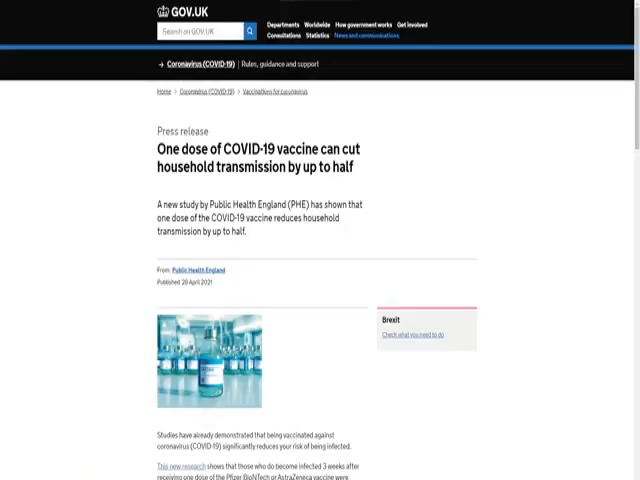 GOV.UK
Search on GOV.UK
Departments Worldwide How government works Get involved
Consultations Statistics News and communications
→ Coronavirus (COVID-19) | Rules, guidance and support
Home > Coronavirus (COVID-19) > Vaccinations for coronavirus
Press release
One dose of COVID-19 vaccine can cut
household transmission by up to half
A new study by Public Health England (PHE) has shown that
one dose of the COVID-19 vaccine reduces household
transmission by up to half.
From: Public Health England
Published 28 April 2021
Brexit
Check what you need to do
Studies have already demonstrated that being vaccinated against
coronavirus (COVID-19) significantly reduces your risk of being infected.
This new research shows that those who do become infected 3 weeks after
receiving one dose of the Pfizer BioNTech or AstraZeneca vaccine were